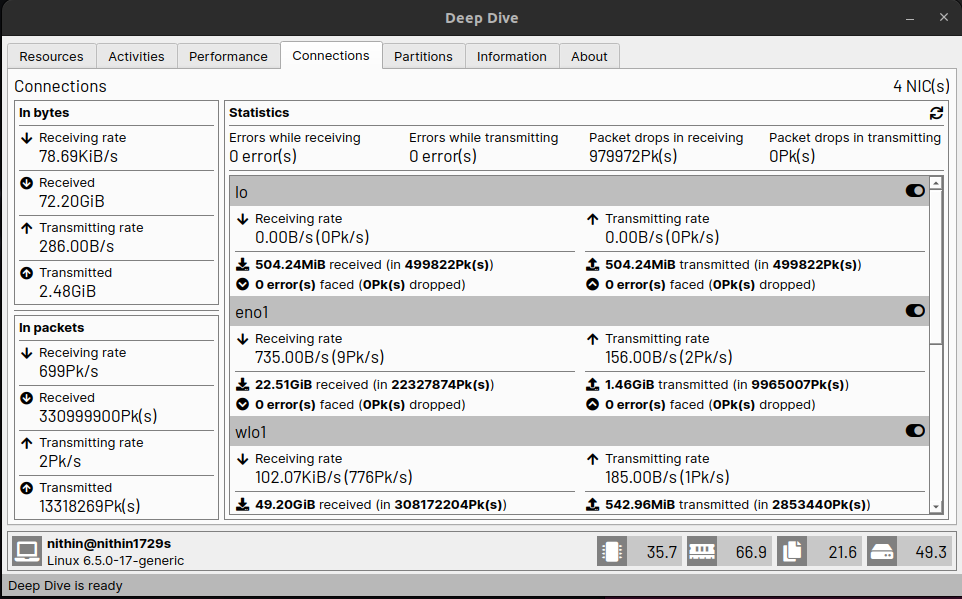 Deep Dive
Resources Activities Performance Connections Partitions Information About
Connections
4 NIC(s)
In bytes
Receiving rate
78.69KiB/s
Received
72.20GiB
Transmitting rate
286.00B/s
Transmitted
2.48GiB
In packets
Receiving rate
699Pk/s
Received
330999900Pk(s)
Transmitting rate
2Pk/s
Transmitted
13318269Pk(s)
Statistics
Errors while receiving Errors while transmitting Packet drops in receiving Packet drops in transmitting
0 error(s) 0 error(s) 979972Pk(s) 0Pk(s)
lo
Receiving rate Transmitting rate
0.00B/s (0Pk/s) 0.00B/s (0Pk/s)
504.24MiB received (in 499822Pk(s)) 504.24MiB transmitted (in 499822Pk(s))
0 error(s) faced (0Pk(s) dropped) 0 error(s) faced (0Pk(s) dropped)
eno1
Receiving rate Transmitting rate
735.00B/s (9Pk/s) 156.00B/s (2Pk/s)
22.51GiB received (in 22327874Pk(s)) 1.46GiB transmitted (in 9965007Pk(s))
0 error(s) faced (0Pk(s) dropped) 0 error(s) faced (0Pk(s) dropped)
wlo1
Receiving rate Transmitting rate
102.07KiB/s (776Pk/s) 185.00B/s (1Pk/s)
49.20GiB received (in 308172204Pk(s)) 542.96MiB transmitted (in 2853440Pk(s))
nithin@nithin1729s
Linux 6.5.0-17-generic
35.7 66.9 21.6 49.3
Deep Dive is ready